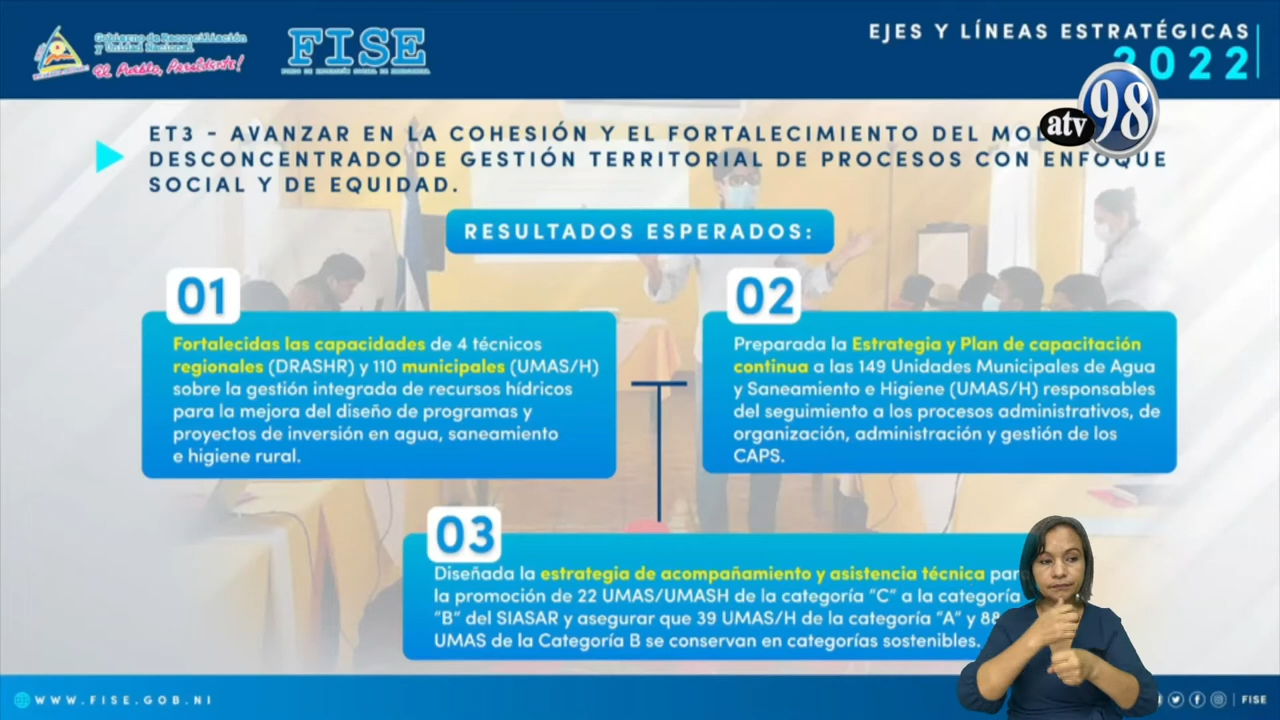 Gobierno de Reconciliación
y Unidad Nacional
El Pueblo, Presidente!
FISE
EJES Y LÍNEAS ESTRATÉGICAS
2022
atv 98
ET3 - AVANZAR EN LA COHESIÓN Y EL FORTALECIMIENTO DEL
DESCONCENTRADO DE GESTIÓN TERRITORIAL DE PROCESOS CON ENFOQUE
SOCIAL Y DE EQUIDAD.
RESULTADOS ESPERADOS:
01
Fortalecidas las capacidades de 4 técnicos
regionales (DRASHR) y 110 municipales (UMAS/H)
sobre la gestión integrada de recursos hídricos
para la mejora del diseño de programas y
proyectos de inversión en agua, saneamiento
e higiene rural.
02
Preparada la Estrategia y Plan de capacitación
continua a las 149 Unidades Municipales de Agua
y Saneamiento e Higiene (UMAS/H) responsables
del seguimiento a los procesos administrativos, de
organización, administración y gestión de los
CAPS.
03
Diseñada la estrategia de acompañamiento y asistencia técnica para
la promoción de 22 UMAS/UMASH de la categoría "C" a la categoría
"B" del SIASAR y asegurar que 39 UMAS/H de la categoría "A" y 88
UMAS de la Categoría B se conservan en categorías sostenibles.
WWW.FISE.GOB.NI
FISE